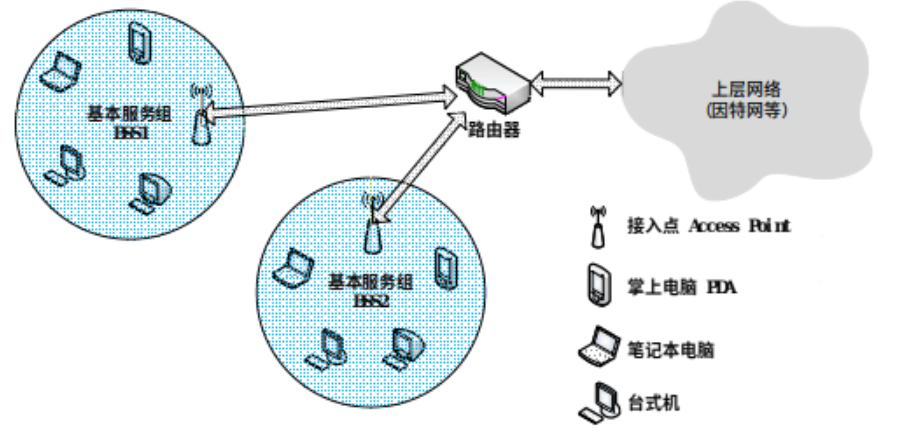 基本服务组
BSS1
路由器
上层网络
(因特网等)
基本服务组
BSS2
接入点 Access Point
掌上电脑 PDA
笔记本电脑
台式机